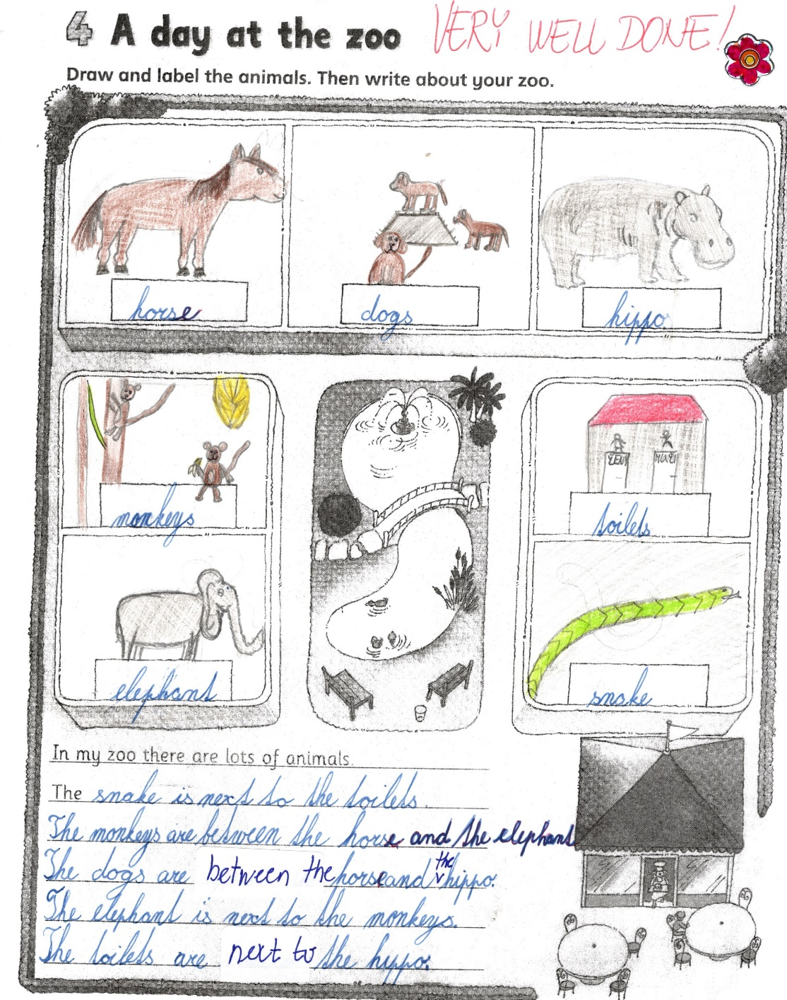 4 A day at the zoo
VERY WELL DONE!
Draw and label the animals. Then write about your zoo.
horse
dogs
hippo
monkeys
ŽENY
MUŽI
toilets
elephant
snake
In my zoo there are lots of animals.
The snake is next to the toilets.
The monkeys are between the horse and the elephant
The dogs are between the horse and the hippo.
The elephant is next to the monkeys.
The toilets are next to the hyppo.